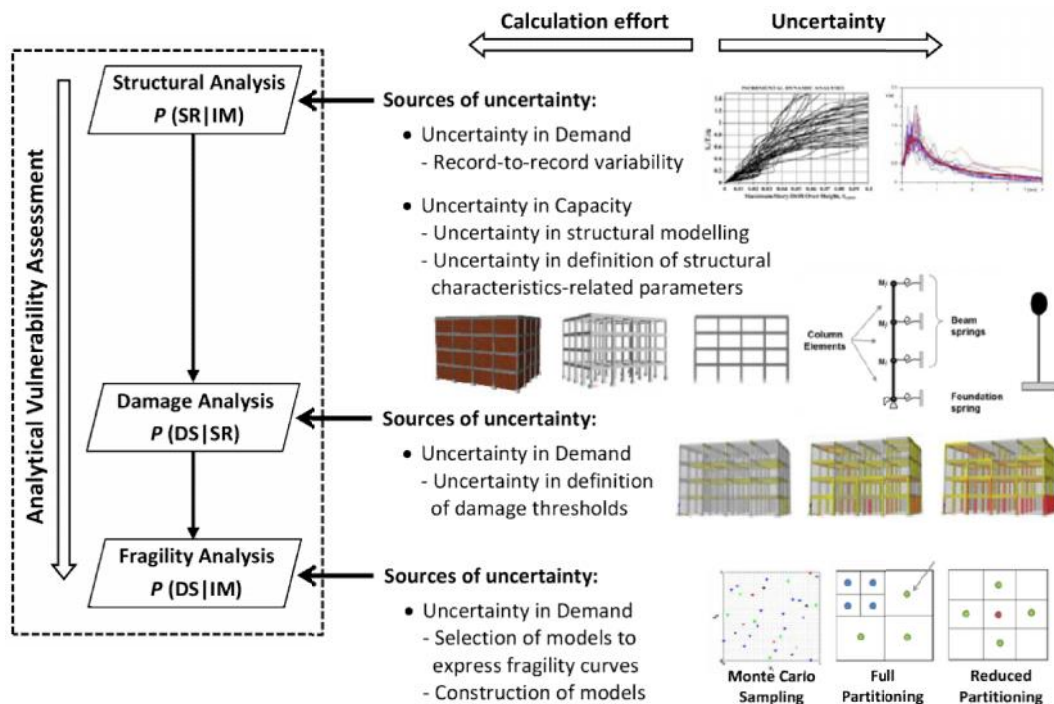 Calculation effort
Uncertainty
Analytical Vulnerability Assessment
Structural Analysis
P (SR|IM)
Sources of uncertainty:
• Uncertainty in Demand
- Record-to-record variability
• Uncertainty in Capacity
- Uncertainty in structural modelling
- Uncertainty in definition of structural
characteristics-related parameters
INCREMENTAL DYNAMIC ANALYSES
Column
Elements
Beam
springs
Foundation
spring
Damage Analysis
P (DS|SR)
Sources of uncertainty:
• Uncertainty in Demand
- Uncertainty in definition
of damage thresholds
Fragility Analysis
P (DS|IM)
Sources of uncertainty:
• Uncertainty in Demand
- Selection of models to
express fragility curves
- Construction of models
Monte Cario
Sampling
Full
Partitioning
Reduced
Partitioning